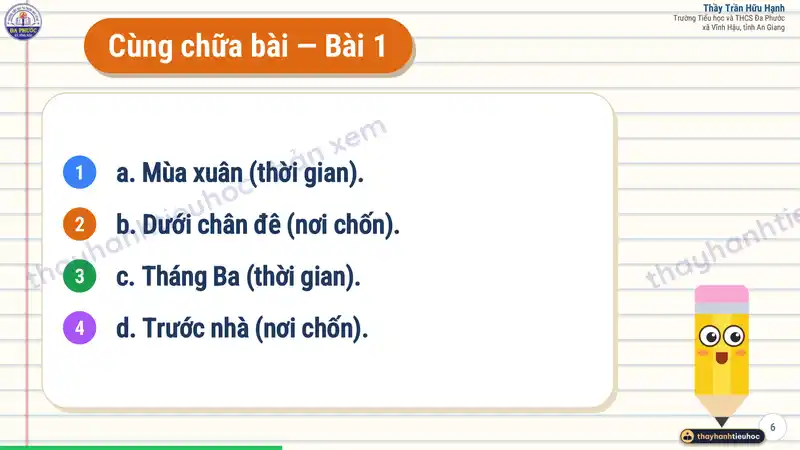 Thầy Trần Hữu Hạnh
Trường Tiểu học và THCS Đa Phước
xã Vĩnh Hậu, tỉnh An Giang
ĐA PHƯỚC
Cùng chữa bài – Bài 1
1 a. Mùa xuân (thời gian).
2 b. Dưới chân đê (nơi chốn).
3 c. Tháng Ba (thời gian).
4 d. Trước nhà (nơi chốn).
thayhanhtieuhoc
6